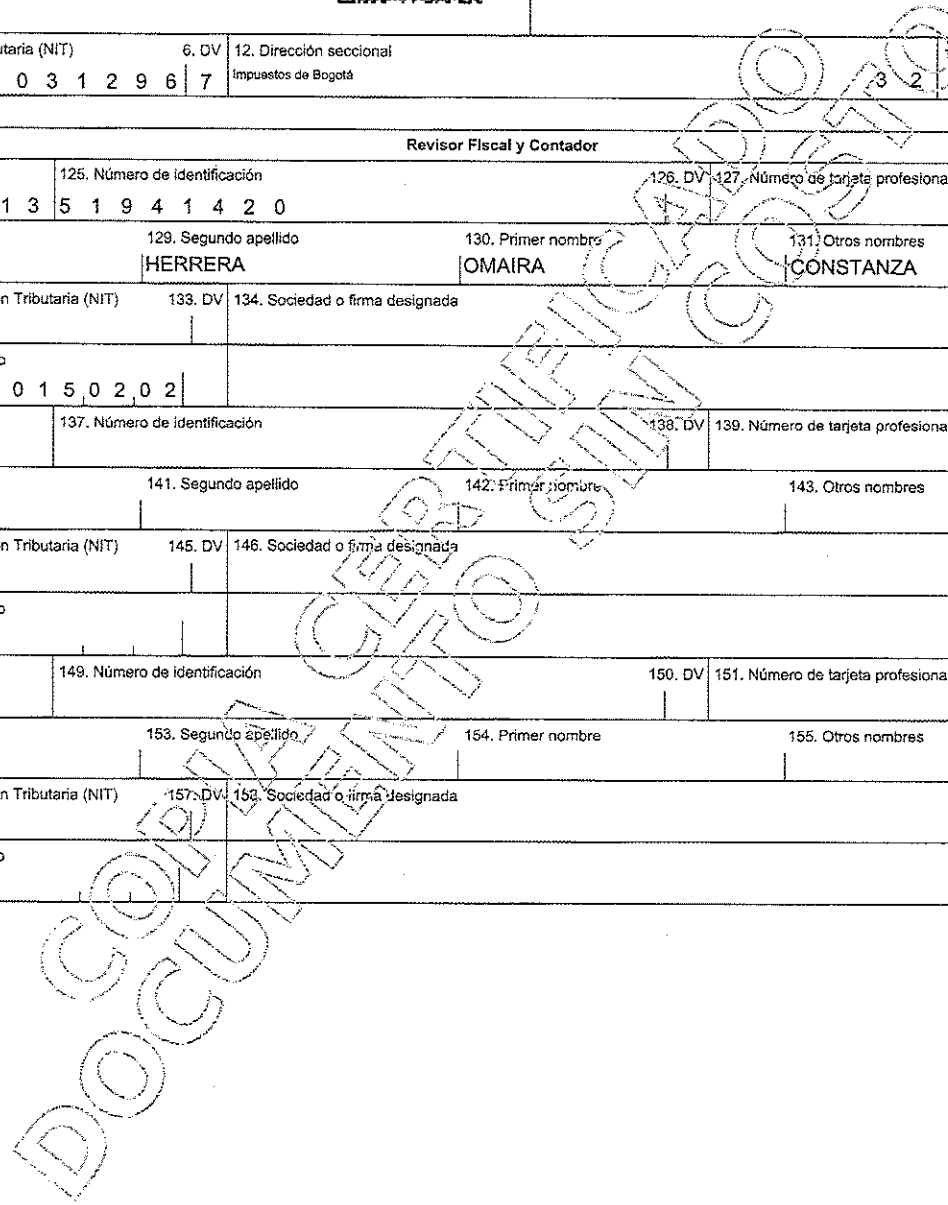 utaria (NIT) 6. DV 12. Dirección seccional
0 3 1 2 9 6 7 Impuestos de Bogotá 3 2
Revisor Fiscal y Contador
125. Número de identificación 126. DV 127. Número de tarjeta profesiona
1 3 5 1 9 4 1 4 2 0
129. Segundo apellido 130. Primer nombre 131. Otros nombres
HERRERA OMAIRA CONSTANZA
n Tributaria (NIT) 133. DV 134. Sociedad o firma designada
o
0 1 5 0 2 0 2
137. Número de identificación 138. DV 139. Número de tarjeta profesiona
141. Segundo apellido 142. Primer nombre 143. Otros nombres
n Tributaria (NIT) 145. DV 146. Sociedad o firma designada
o
149. Número de identificación 150. DV 151. Número de tarjeta profesiona
153. Segundo apellido 154. Primer nombre 155. Otros nombres
n Tributaria (NIT) 157. DV 158. Sociedad o firma designada
o
COPIA CERTIFICADO
DOCUMENTO SIN COSTO